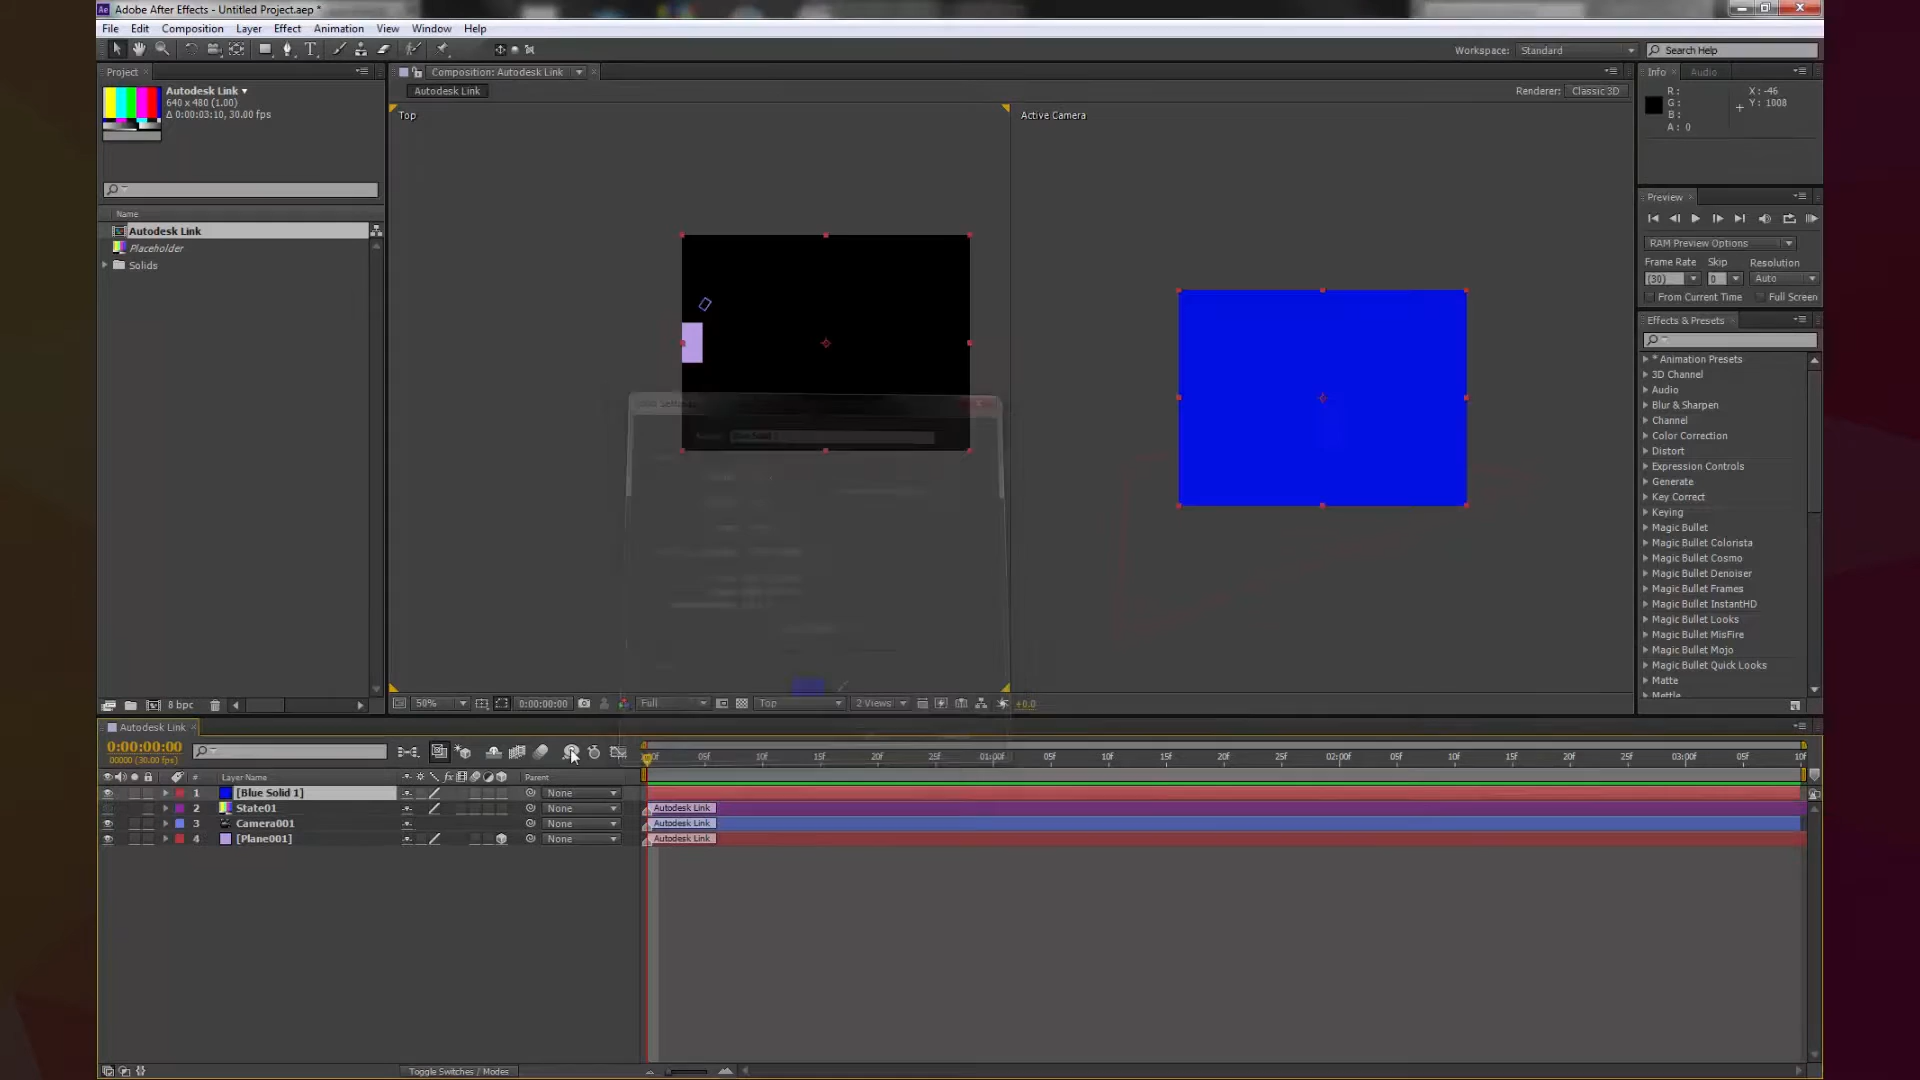 Adobe After Effects - Untitled Project.aep *
File Edit Composition Layer Effect Animation View Window Help
Workspace: Standard
Search Help
Project
Autodesk Link
640 x 480 (1.00)
Δ 0:00:03:10, 30.00 fps
Name
Autodesk Link
Placeholder
Solids
8 bpc
Composition: Autodesk Link
Autodesk Link
Renderer: Classic 3D
Top
Active Camera
50%
0:00:00:00
Full
Top
2 Views
+0.0
Info
Audio
R:
G:
B:
A: 0
X: -46
Y: 1008
Preview
RAM Preview Options
Frame Rate Skip Resolution
(30) 0 Auto
From Current Time Full Screen
Effects & Presets
* Animation Presets
3D Channel
Audio
Blur & Sharpen
Channel
Color Correction
Distort
Expression Controls
Generate
Key Correct
Keying
Magic Bullet
Magic Bullet Colorista
Magic Bullet Cosmo
Magic Bullet Denoiser
Magic Bullet Frames
Magic Bullet InstantHD
Magic Bullet Looks
Magic Bullet MisFire
Magic Bullet Mojo
Magic Bullet Quick Looks
Matte
Mettle
Autodesk Link
0:00:00:00
00000 (30.00 fps)
05f 10f 15f 20f 25f 01:00f 05f 10f 15f 20f 25f 02:00f 05f 10f 15f 20f 25f 03:00f 05f 10f
# Layer Name fx Parent
1 [Blue Solid 1] None
2 State01 None Autodesk Link
3 Camera001 None Autodesk Link
4 [Plane001] None Autodesk Link
Toggle Switches / Modes